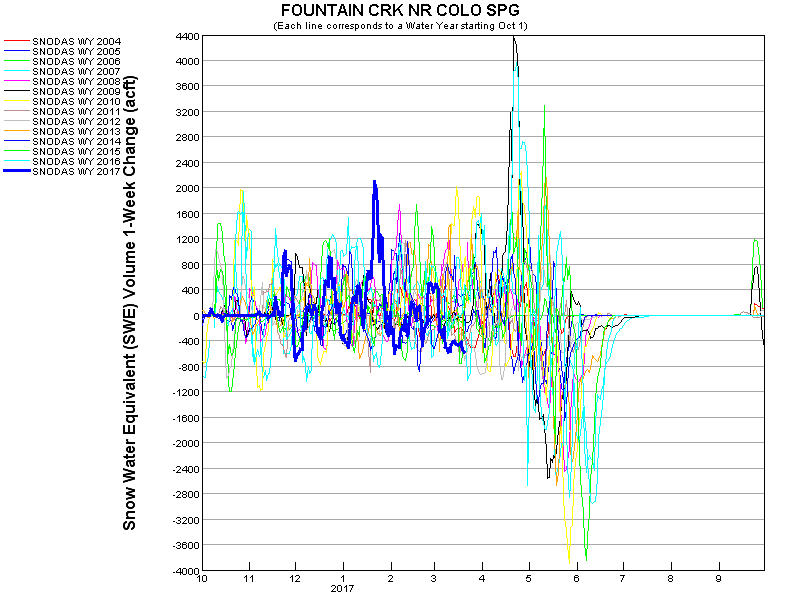 FOUNTAIN CRK NR COLO SPG
(Each line corresponds to a Water Year starting Oct 1)
SNODAS WY 2004
SNODAS WY 2005
SNODAS WY 2006
SNODAS WY 2007
SNODAS WY 2008
SNODAS WY 2009
SNODAS WY 2010
SNODAS WY 2011
SNODAS WY 2012
SNODAS WY 2013
SNODAS WY 2014
SNODAS WY 2015
SNODAS WY 2016
SNODAS WY 2017
Snow Water Equivalent (SWE) Volume 1-Week Change (acft)
4400
4000
3600
3200
2800
2400
2000
1600
1200
800
400
0
-400
-800
-1200
-1600
-2000
-2400
-2800
-3200
-3600
-4000
10 11 12 1 2 3 4 5 6 7 8 9
2017